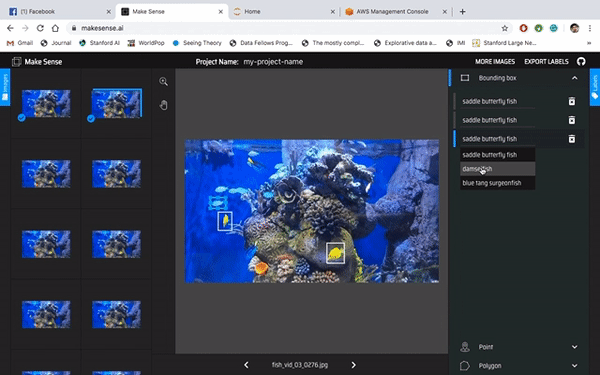 Facebook
Make Sense
Home
AWS Management Console
makesense.ai
Gmail
Journal
Stanford AI
WorldPop
Seeing Theory
Data Fellows Prog...
The mostly compl...
Explorative data a...
IMI
Stanford Large Ne...
Make Sense
Project Name: my-project-name
MORE IMAGES
EXPORT LABELS
Images
Labels
Bounding box
saddle butterfly fish
saddle butterfly fish
saddle butterfly fish
saddle butterfly fish
damselfish
blue tang surgeonfish
Point
Polygon
fish_vid_03_0276.jpg